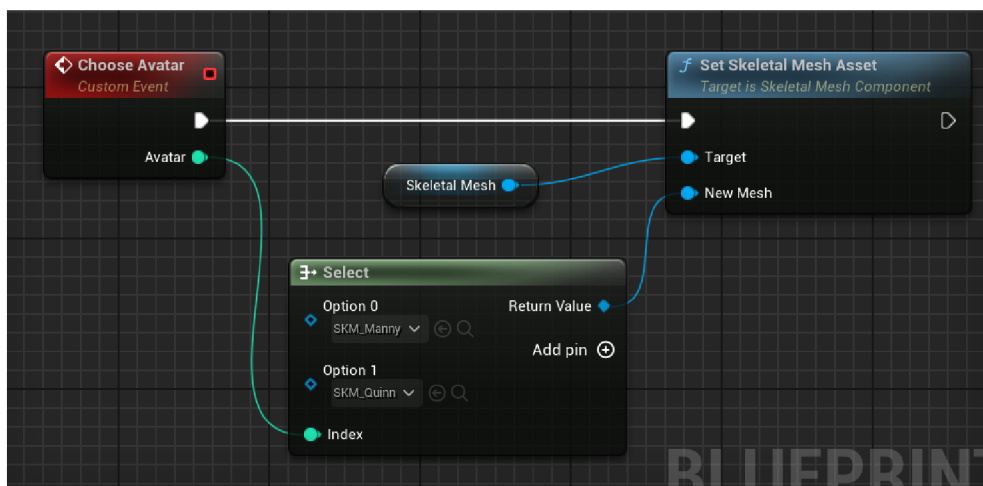 Choose Avatar
Custom Event
Avatar
Skeletal Mesh
Set Skeletal Mesh Asset
Target is Skeletal Mesh Component
Target
New Mesh
Select
Option 0
Return Value
SKM_Manny
Add pin
Option 1
SKM_Quinn
Index
BLUEPRINT